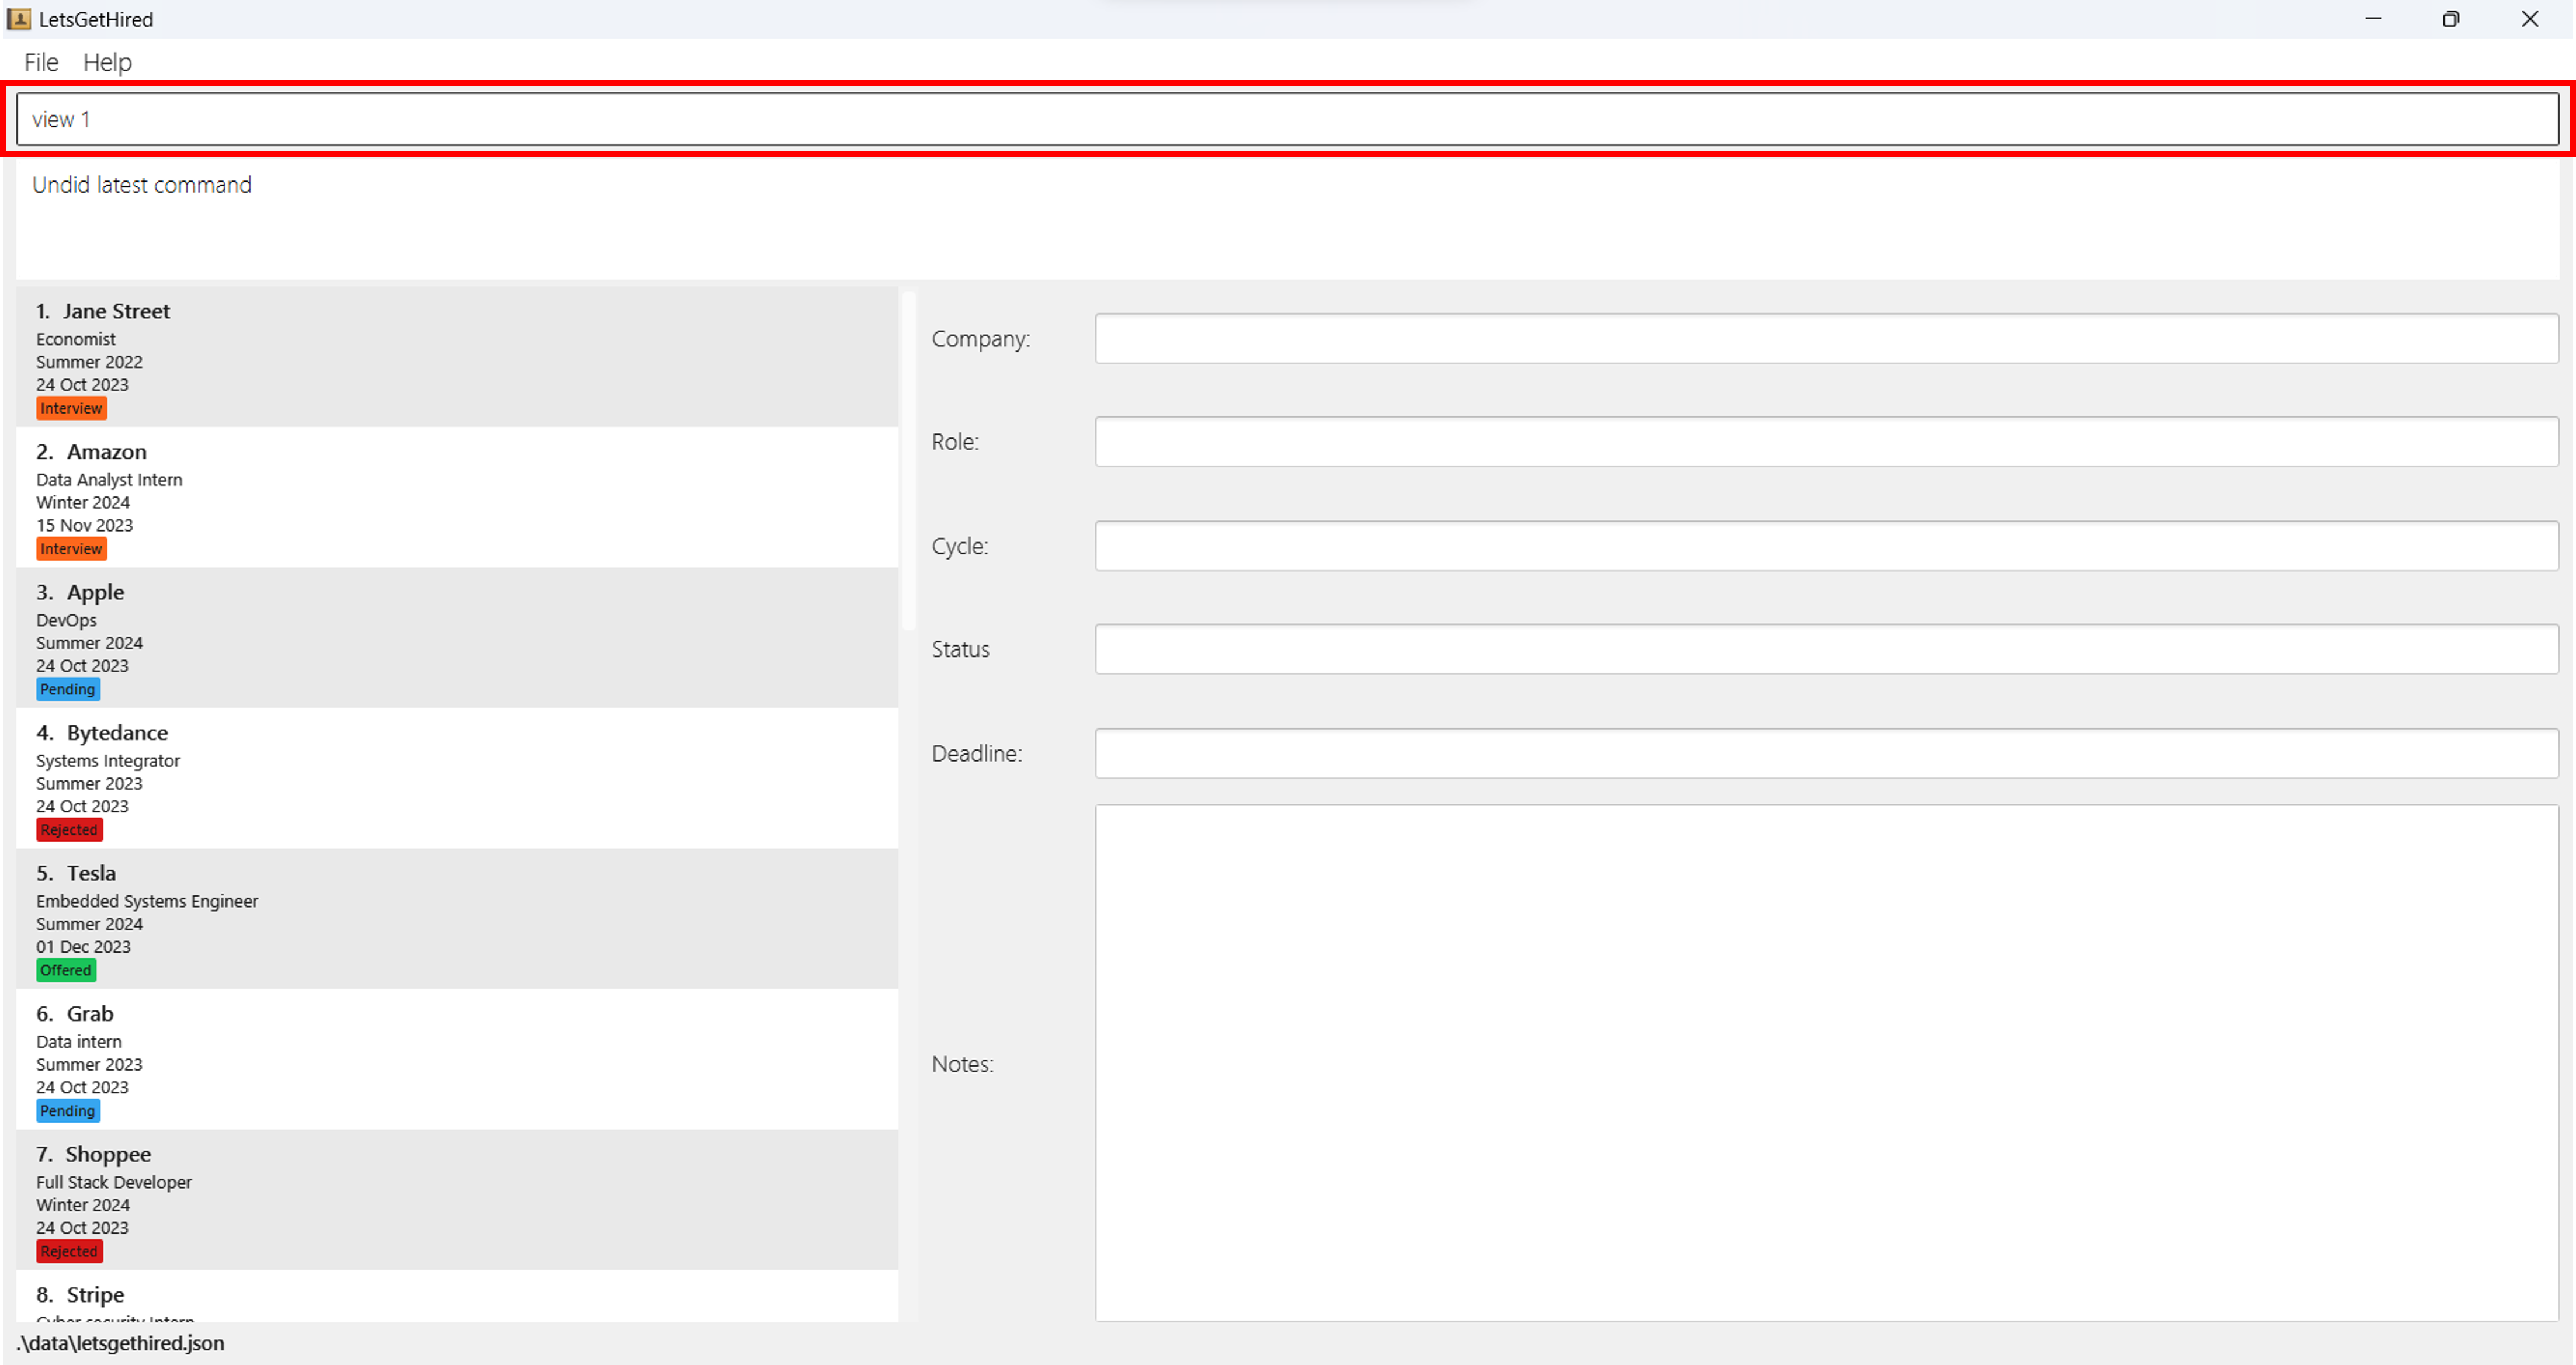 LetsGetHired
File Help
view 1
Undid latest command
1. Jane Street
Economist
Summer 2022
24 Oct 2023
Interview
2. Amazon
Data Analyst Intern
Winter 2024
15 Nov 2023
Interview
3. Apple
DevOps
Summer 2024
24 Oct 2023
Pending
4. Bytedance
Systems Integrator
Summer 2023
24 Oct 2023
Rejected
5. Tesla
Embedded Systems Engineer
Summer 2024
01 Dec 2023
Offered
6. Grab
Data intern
Summer 2023
24 Oct 2023
Pending
7. Shoppee
Full Stack Developer
Winter 2024
24 Oct 2023
Rejected
8. Stripe
Cyber security Intern
Company:
Role:
Cycle:
Status
Deadline:
Notes:
.\data\letsgethired.json